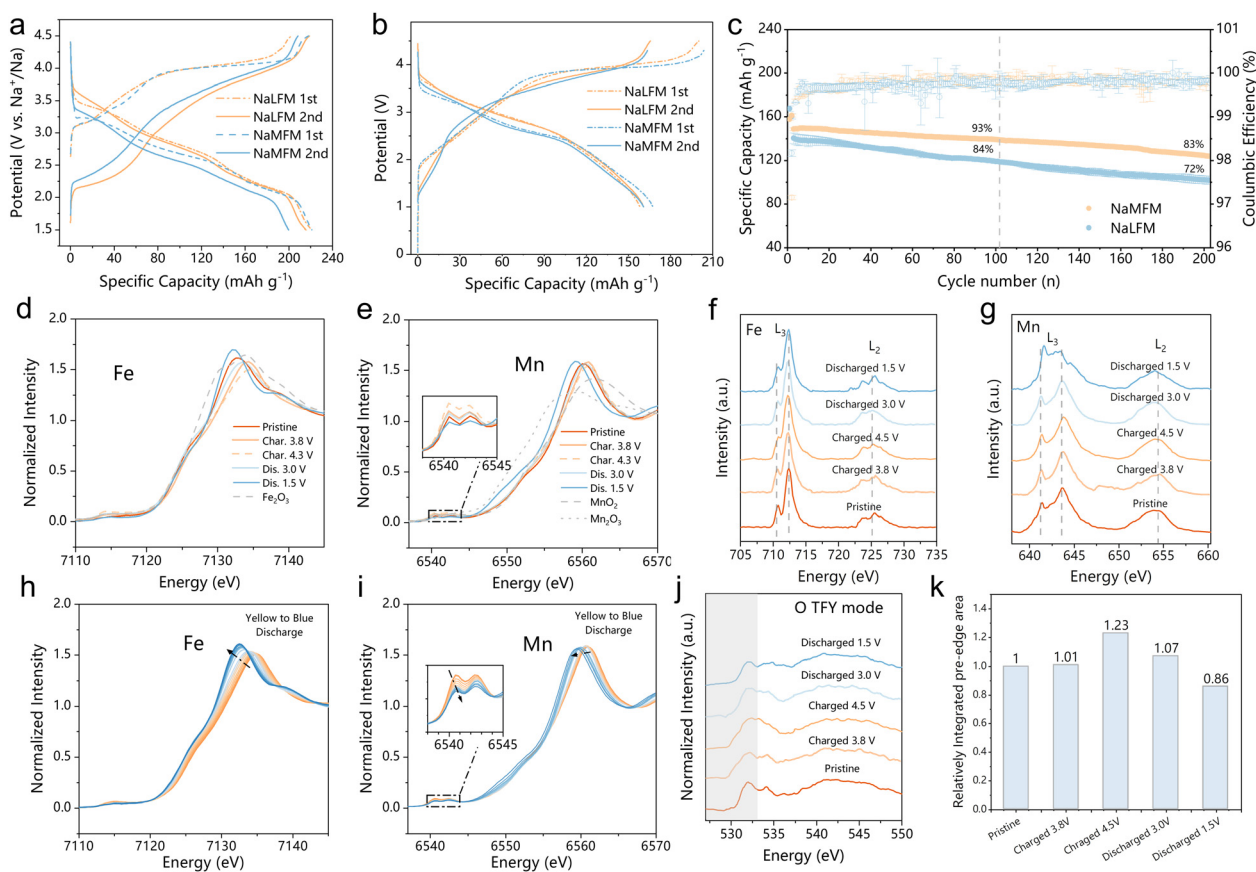 a
4.5
4.0
3.5
3.0
2.5
2.0
1.5
Potential (V vs. Na⁺/Na)
NaLFM 1st
NaLFM 2nd
NaMFM 1st
NaMFM 2nd
0 40 80 120 160 200 240
Specific Capacity (mAh g⁻¹)
b
5
4
3
2
1
0
Potential (V)
NaLFM 1st
NaLFM 2nd
NaMFM 1st
NaMFM 2nd
0 30 60 90 120 150 180 210
Specific Capacity (mAh g⁻¹)
c
240
200
160
120
80
40
Specific Capacity (mAh g⁻¹)
93%
84%
83%
72%
NaMFM
NaLFM
101
100
99
98
97
96
Coulumbic Efficiency (%)
0 20 40 60 80 100 120 140 160 180 200
Cycle number (n)
d
2.0
1.5
1.0
0.5
0.0
Normalized Intensity
Fe
Pristine
Char. 3.8 V
Char. 4.3 V
Dis. 3.0 V
Dis. 1.5 V
Fe₂O₃
7110 7120 7130 7140
Energy (eV)
e
2.0
1.5
1.0
0.5
0.0
Normalized Intensity
Mn
6540 6545
Pristine
Char. 3.8 V
Char. 4.3 V
Dis. 3.0 V
Dis. 1.5 V
MnO₂
Mn₂O₃
6540 6550 6560 6570
Energy (eV)
f
Fe
L₃
L₂
Intensity (a.u.)
Discharged 1.5 V
Discharged 3.0 V
Charged 4.5 V
Charged 3.8 V
Pristine
705 710 715 720 725 730 735
Energy (eV)
g
Mn
L₃
L₂
Intensity (a.u.)
Discharged 1.5 V
Discharged 3.0 V
Charged 4.5 V
Charged 3.8 V
Pristine
640 645 650 655 660
Energy (eV)
h
2.0
1.5
1.0
0.5
0.0
Normalized Intensity
Fe
Yellow to Blue
Discharge
7110 7120 7130 7140
Energy (eV)
i
2.0
1.5
1.0
0.5
0.0
Normalized Intensity
Mn
Yellow to Blue
Discharge
6540 6545
6540 6550 6560 6570
Energy (eV)
j
O TFY mode
Normalized Intensity (a.u.)
Discharged 1.5 V
Discharged 3.0 V
Charged 4.5 V
Charged 3.8 V
Pristine
530 535 540 545 550
Energy (eV)
k
1.4
1.2
1.0
0.8
0.6
0.4
0.2
0.0
Relatively Integrated pre--edge area
1
1.01
1.23
1.07
0.86
Pristine
Charged 3.8V
Chraged 4.5V
Discharged 3.0V
Discharged 1.5V